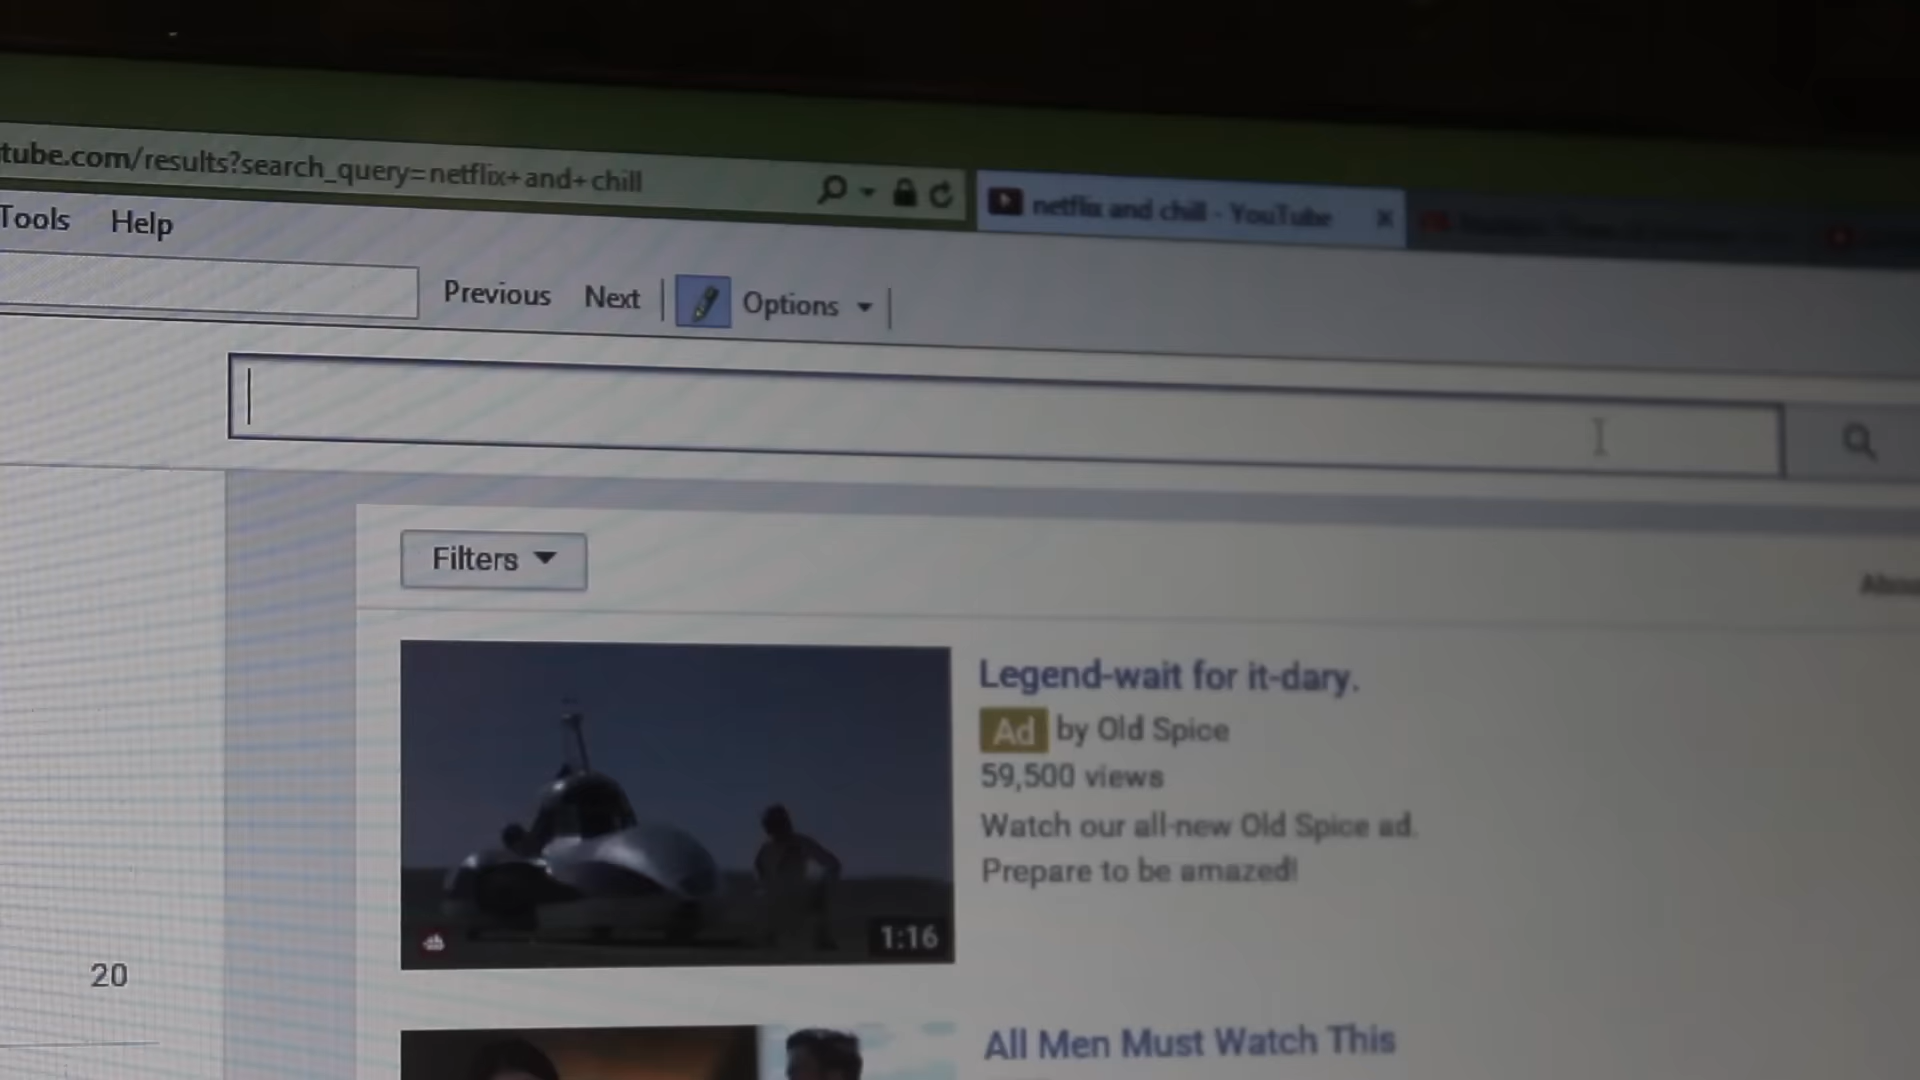 tube.com/results?search_query=netflix+and+chill
netflix and chill - YouTube
Tools Help
Previous Next Options
Filters
Legend-wait for it-dary.
Ad by Old Spice
59,500 views
Watch our all-new Old Spice ad.
Prepare to be amazed!
1:16
20
All Men Must Watch This